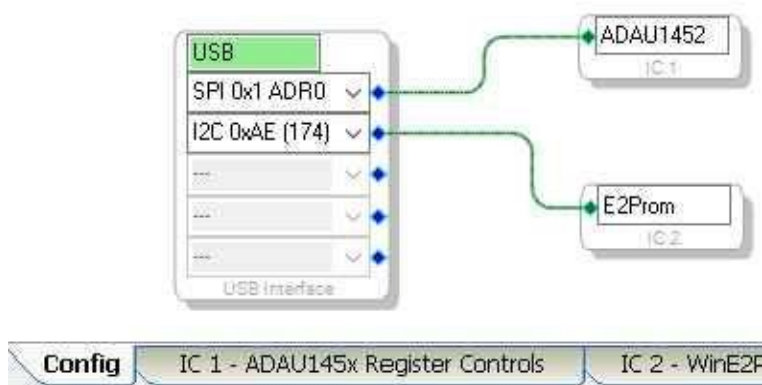 USB
SPI 0x1 ADR0
I2C 0xAE (174)
---
---
---
USB Interface
ADAU1452
IC 1
E2Prom
IC 2
Config
IC 1 - ADAU145x Register Controls
IC 2 - WinE2P